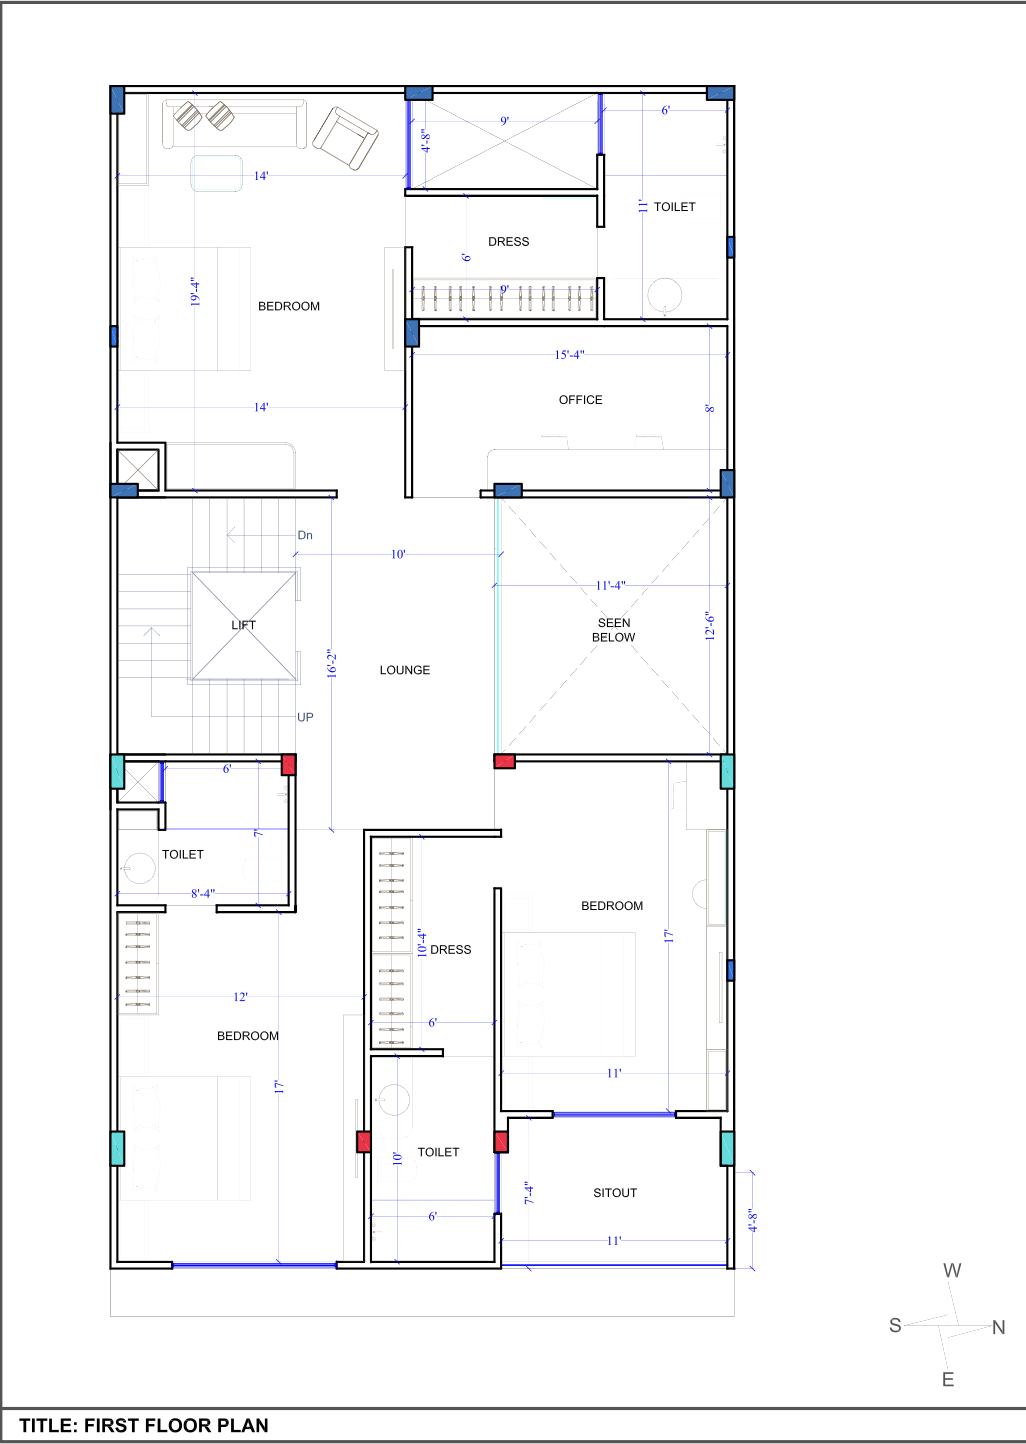 9'
6'
4'-8"
14'
11'
TOILET
DRESS
6'
19'-4"
9'
BEDROOM
15'-4"
OFFICE
8'
14'
Dn
10'
11'-4"
LIFT
SEEN
BELOW
12'-6"
16'-2"
LOUNGE
UP
6'
7'
TOILET
8'-4"
BEDROOM
17'
10'-4"
DRESS
12'
6'
BEDROOM
11'
17'
TOILET
10'
SITOUT
7'-4"
6'
4'-8"
11'
W
S
N
E
TITLE: FIRST FLOOR PLAN